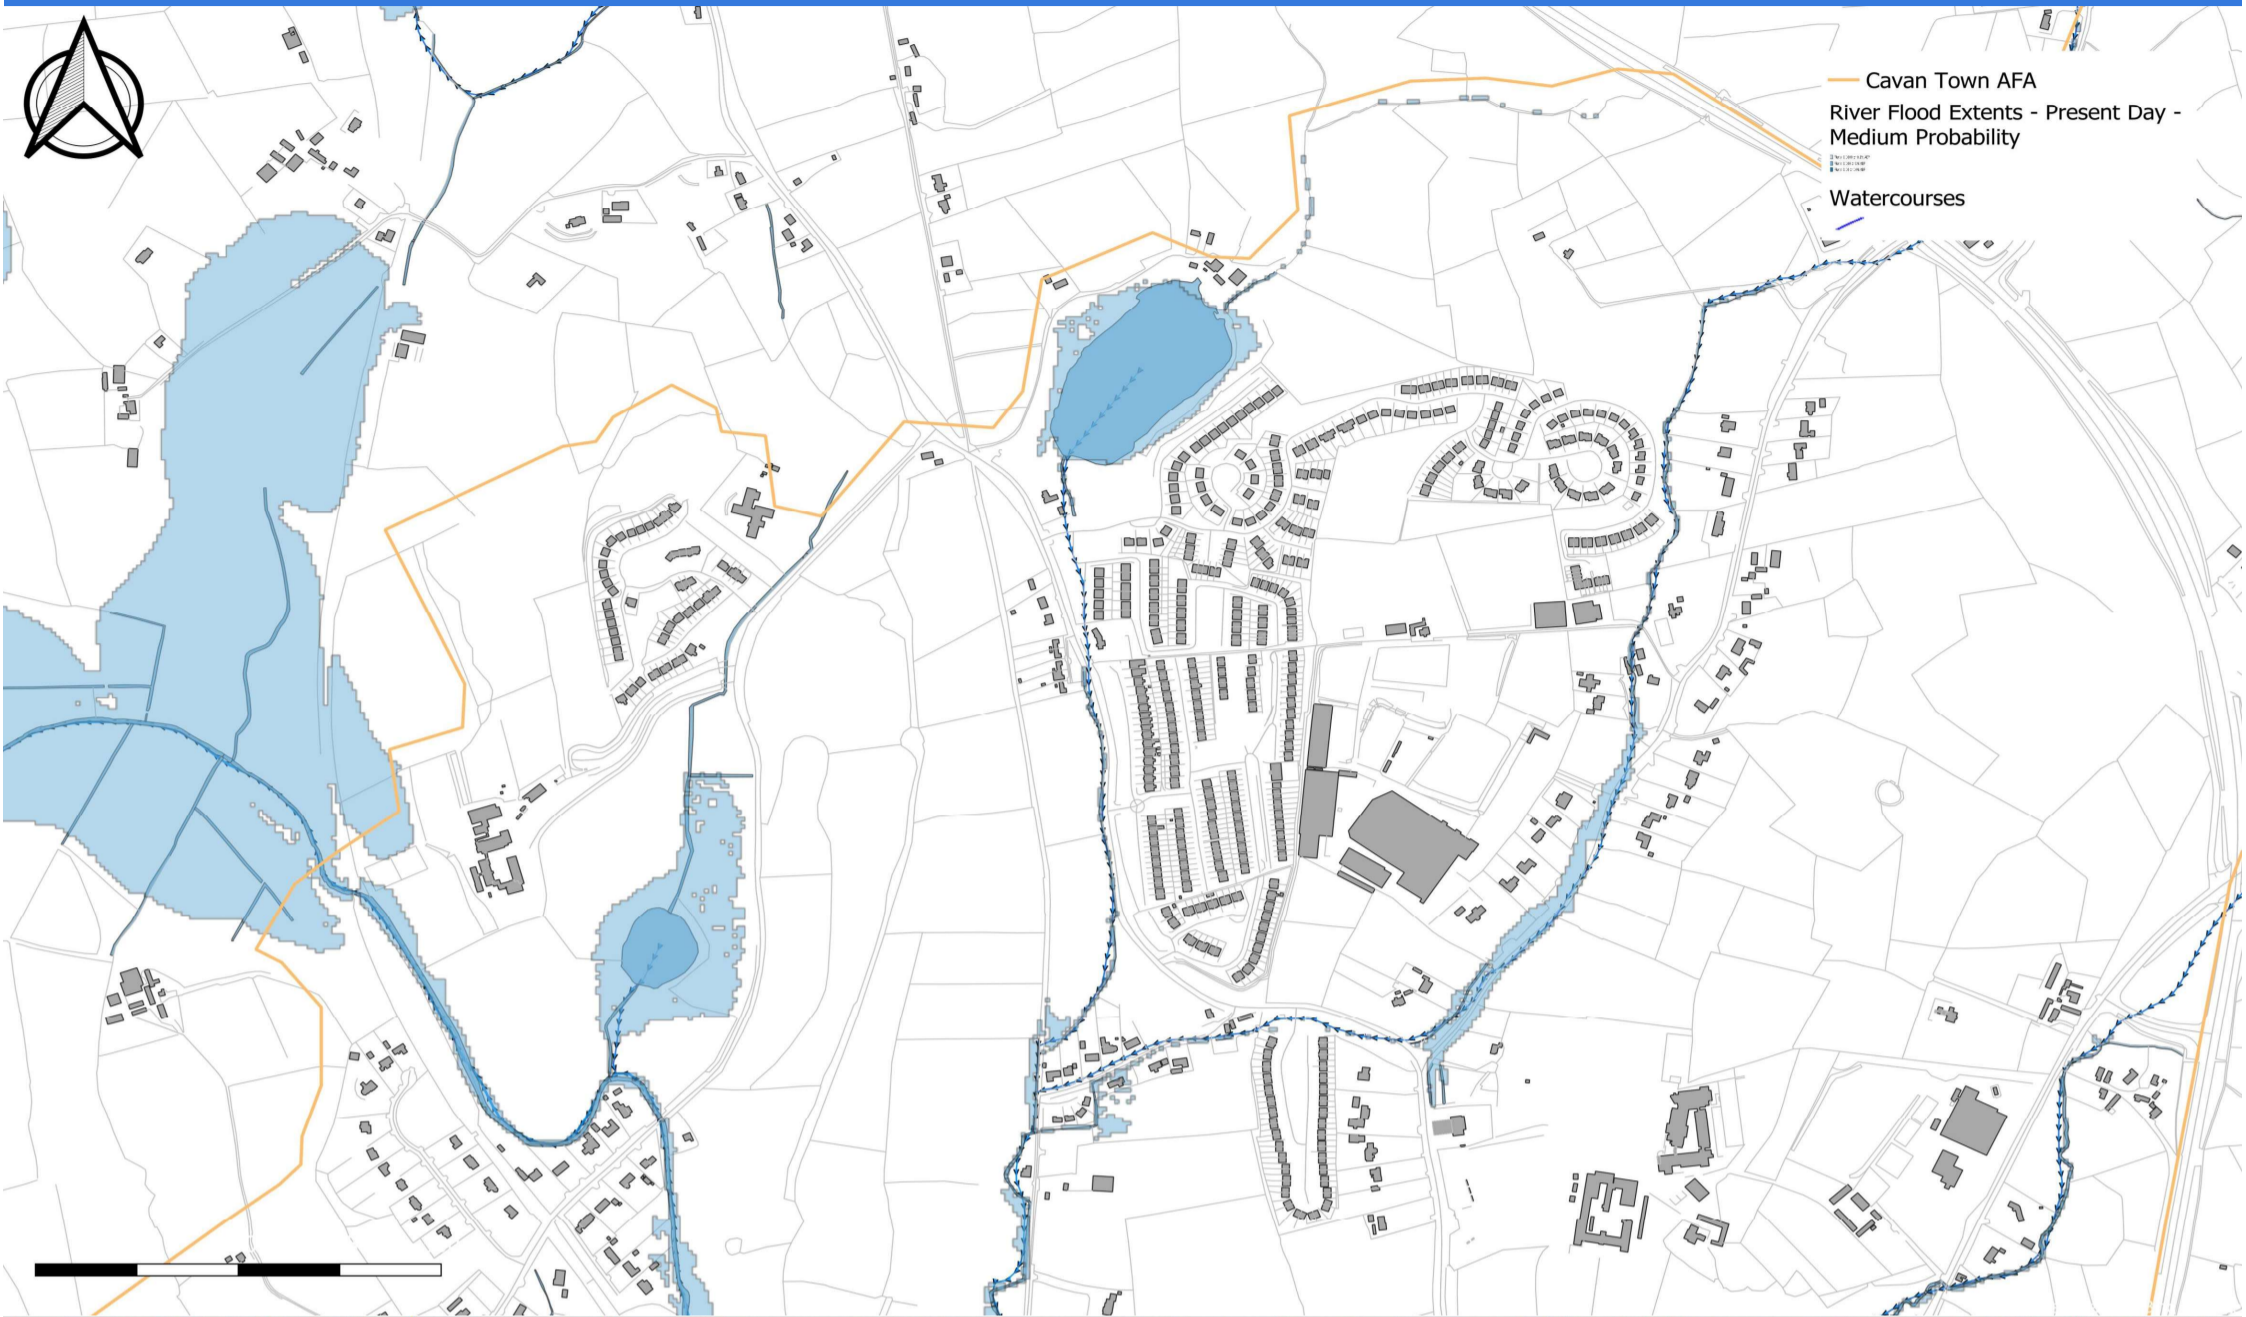 Cavan Town AFA
River Flood Extents - Present Day -
Medium Probability
Watercourses